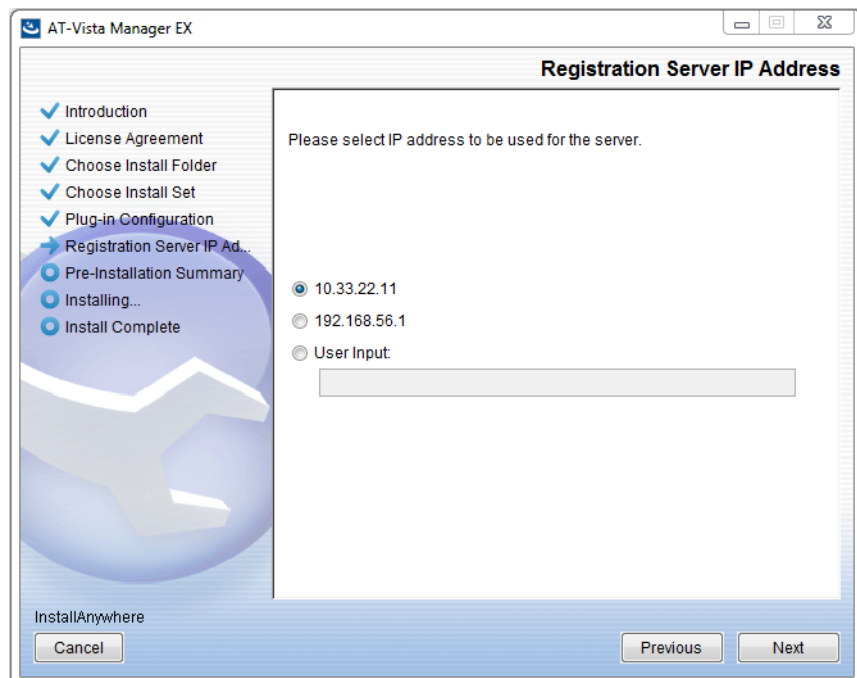 AT-Vista Manager EX
Registration Server IP Address
Introduction
License Agreement
Choose Install Folder
Choose Install Set
Plug-in Configuration
Registration Server IP Ad...
Pre-Installation Summary
Installing...
Install Complete
Please select IP address to be used for the server.
10.33.22.11
192.168.56.1
User Input:
InstallAnywhere
Cancel
Previous
Next